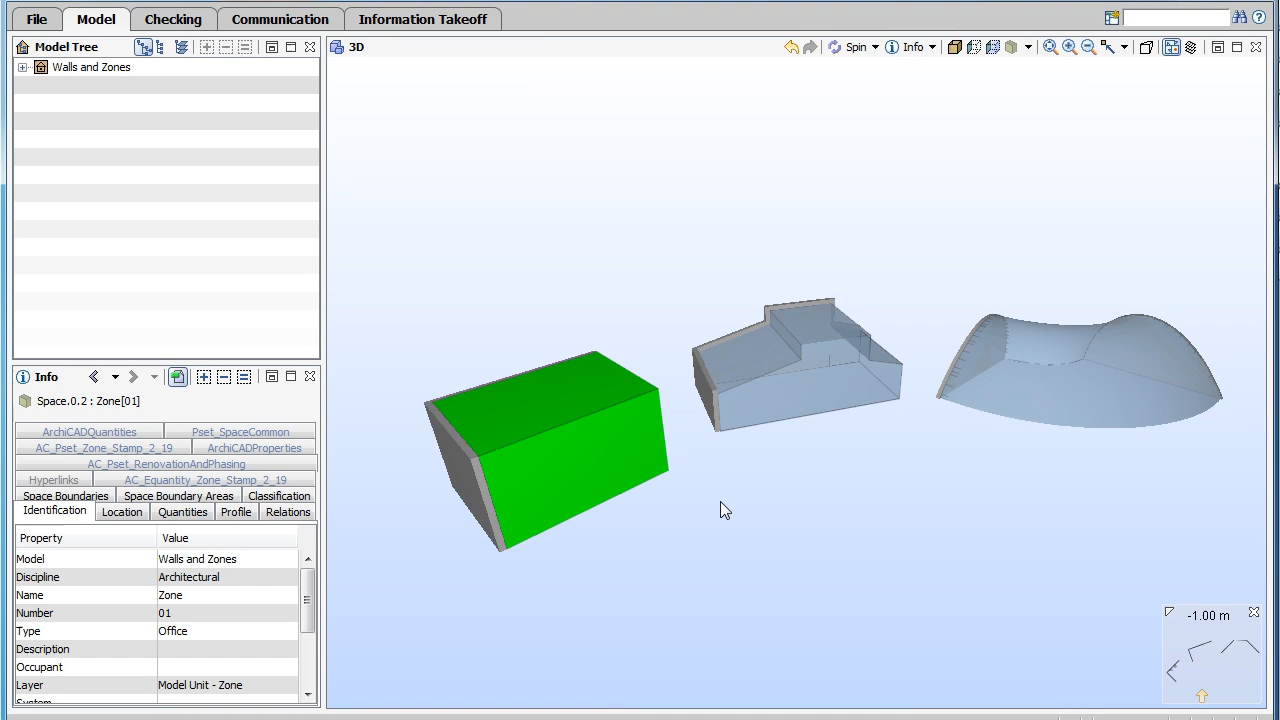 File Model Checking Communication Information Takeoff
Model Tree
Walls and Zones
3D Spin Info
Info
Space.0.2 : Zone[01]
ArchiCADQuantities Pset_SpaceCommon
AC_Pset_Zone_Stamp_2_19 ArchiCADProperties
AC_Pset_RenovationAndPhasing
Hyperlinks AC_Equantity_Zone_Stamp_2_19
Space Boundaries Space Boundary Areas Classification
Identification Location Quantities Profile Relations
Property Value
Model Walls and Zones
Discipline Architectural
Name Zone
Number 01
Type Office
Description
Occupant
Layer Model Unit - Zone
-1.00 m